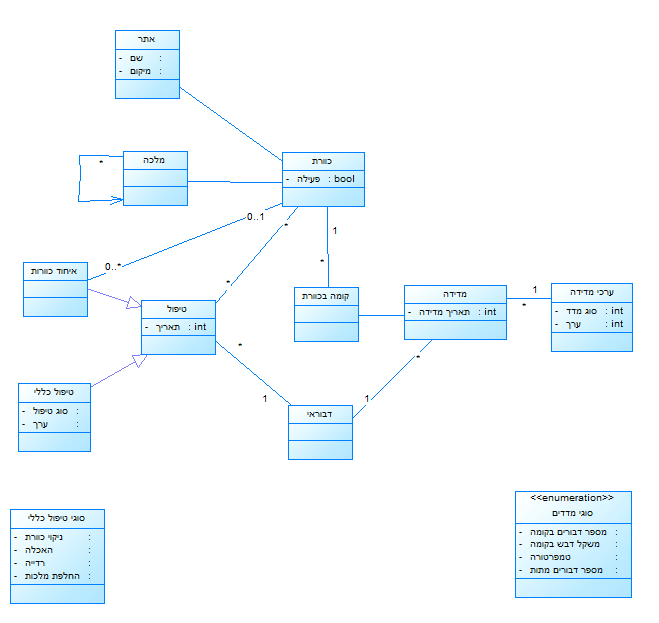 אתר
- שם :
- מיקום :
מלכה
*
כוורת
- פעילה : bool
0..1
*
1
0..*
*
*
איחוד כוורות
טיפול
- תאריך : int
קומה בכוורת
מדידה
- תאריך מדידה : int
1
*
ערכי מדידה
- סוג מדד : int
- ערך : int
*
*
1
1
טיפול כללי
- סוג טיפול :
- ערך :
דבוראי
סוגי טיפול כללי
- ניקוי כוורת :
- האכלה :
- רדייה :
- החלפת מלכות :
<<enumeration>>
סוגי מדדים
- מספר דבורים בקומה :
- משקל דבש בקומה :
- טמפרטורה :
- מספר דבורים מתות :